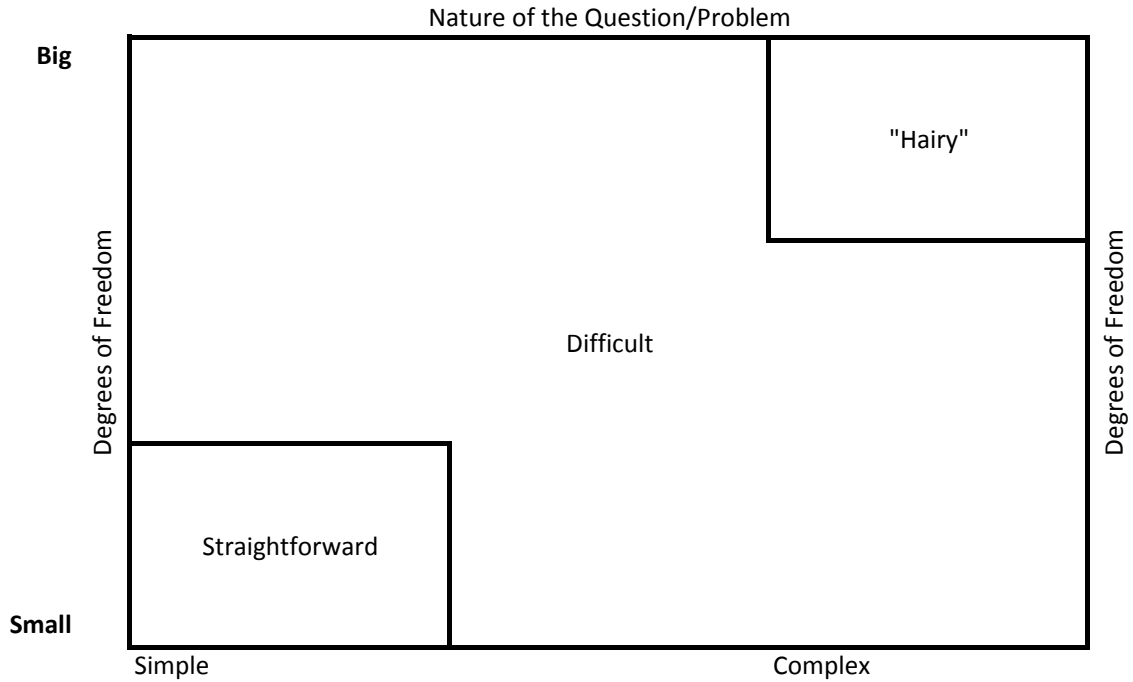 Nature of the Question/Problem
Big
"Hairy"
Degrees of Freedom
Degrees of Freedom
Difficult
Straightforward
Small
Simple
Complex